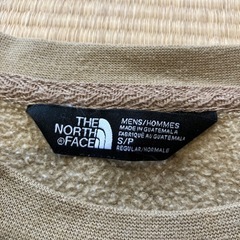 THE
NORTH
FACE
MENS/HOMMES
MADE IN GUATEMALA
FABRIQUÉ AU GUATEMALA
S/P
REGULAR/NORMALE